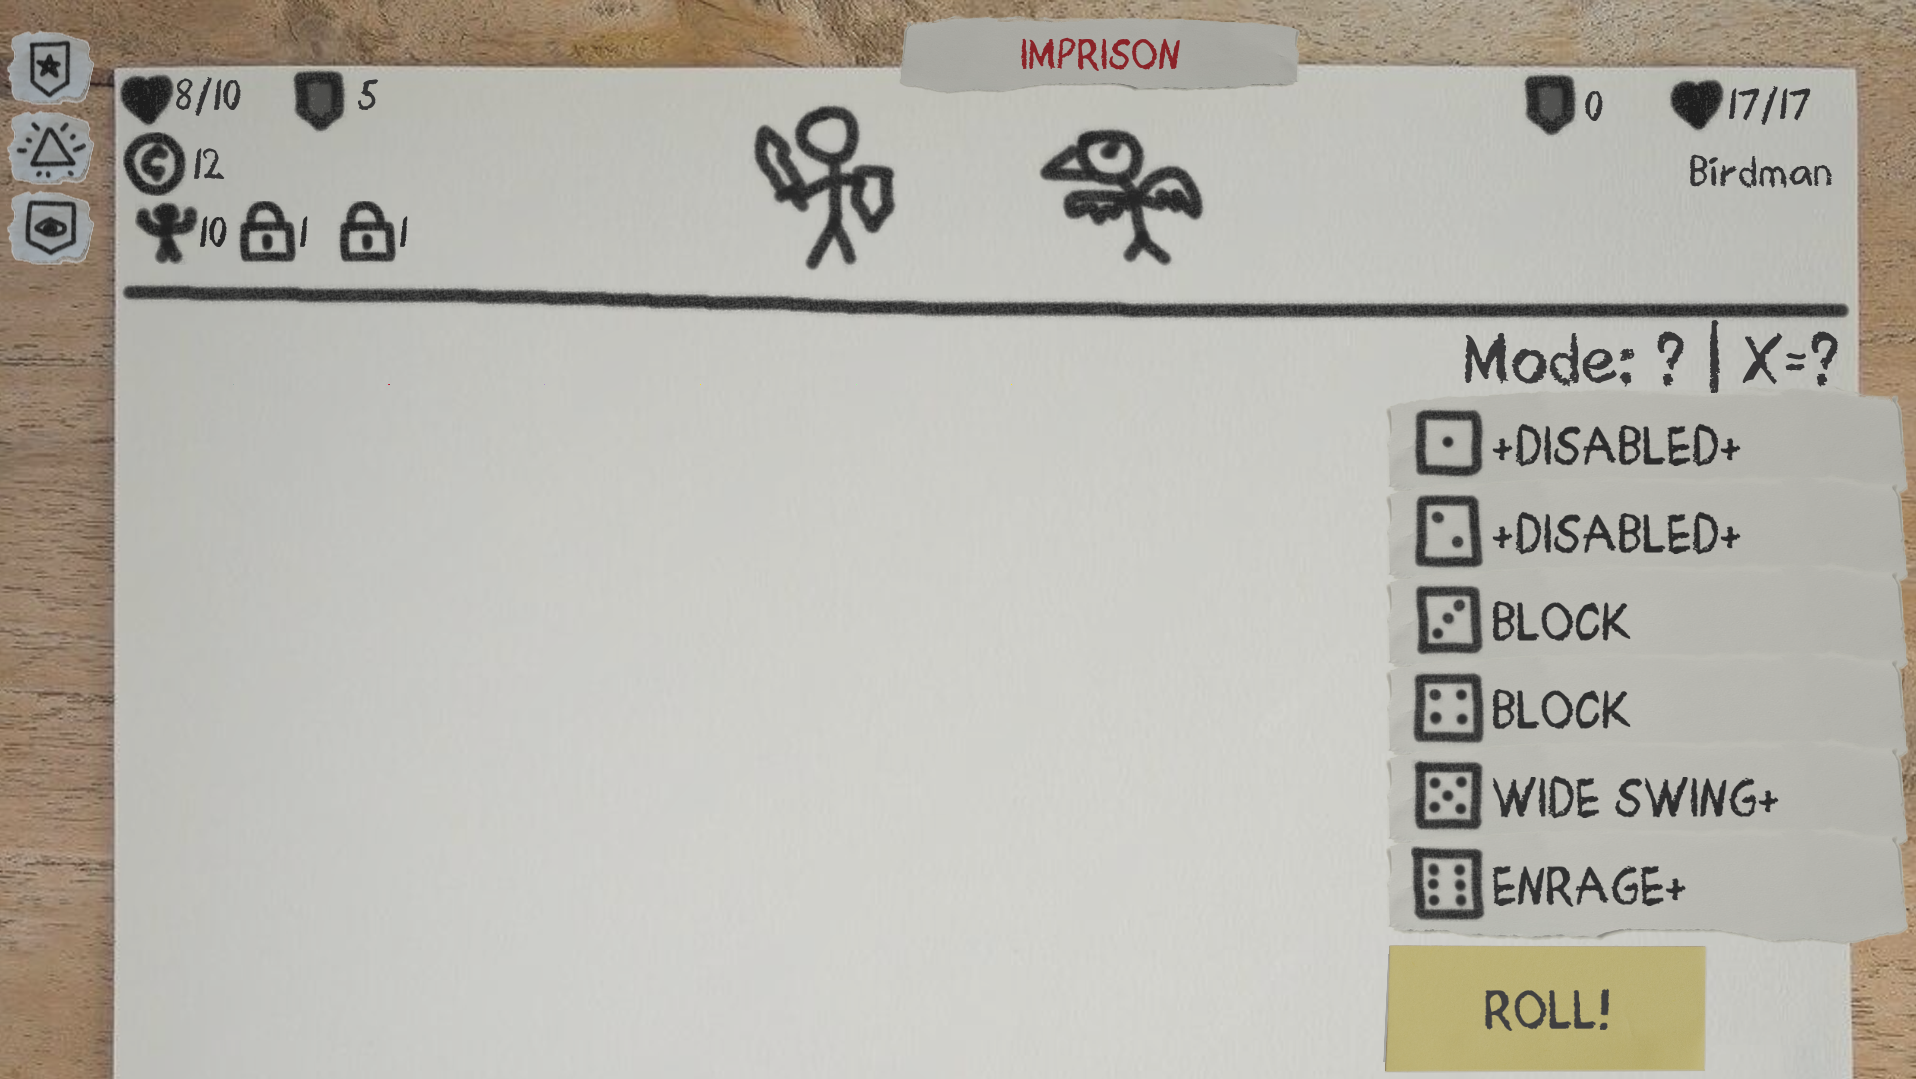 IMPRISON
8/10 5
12
10 1 1
0 17/17
Birdman
Mode: ? | X=?
+DISABLED+
+DISABLED+
BLOCK
BLOCK
WIDE SWING+
ENRAGE+
ROLL!